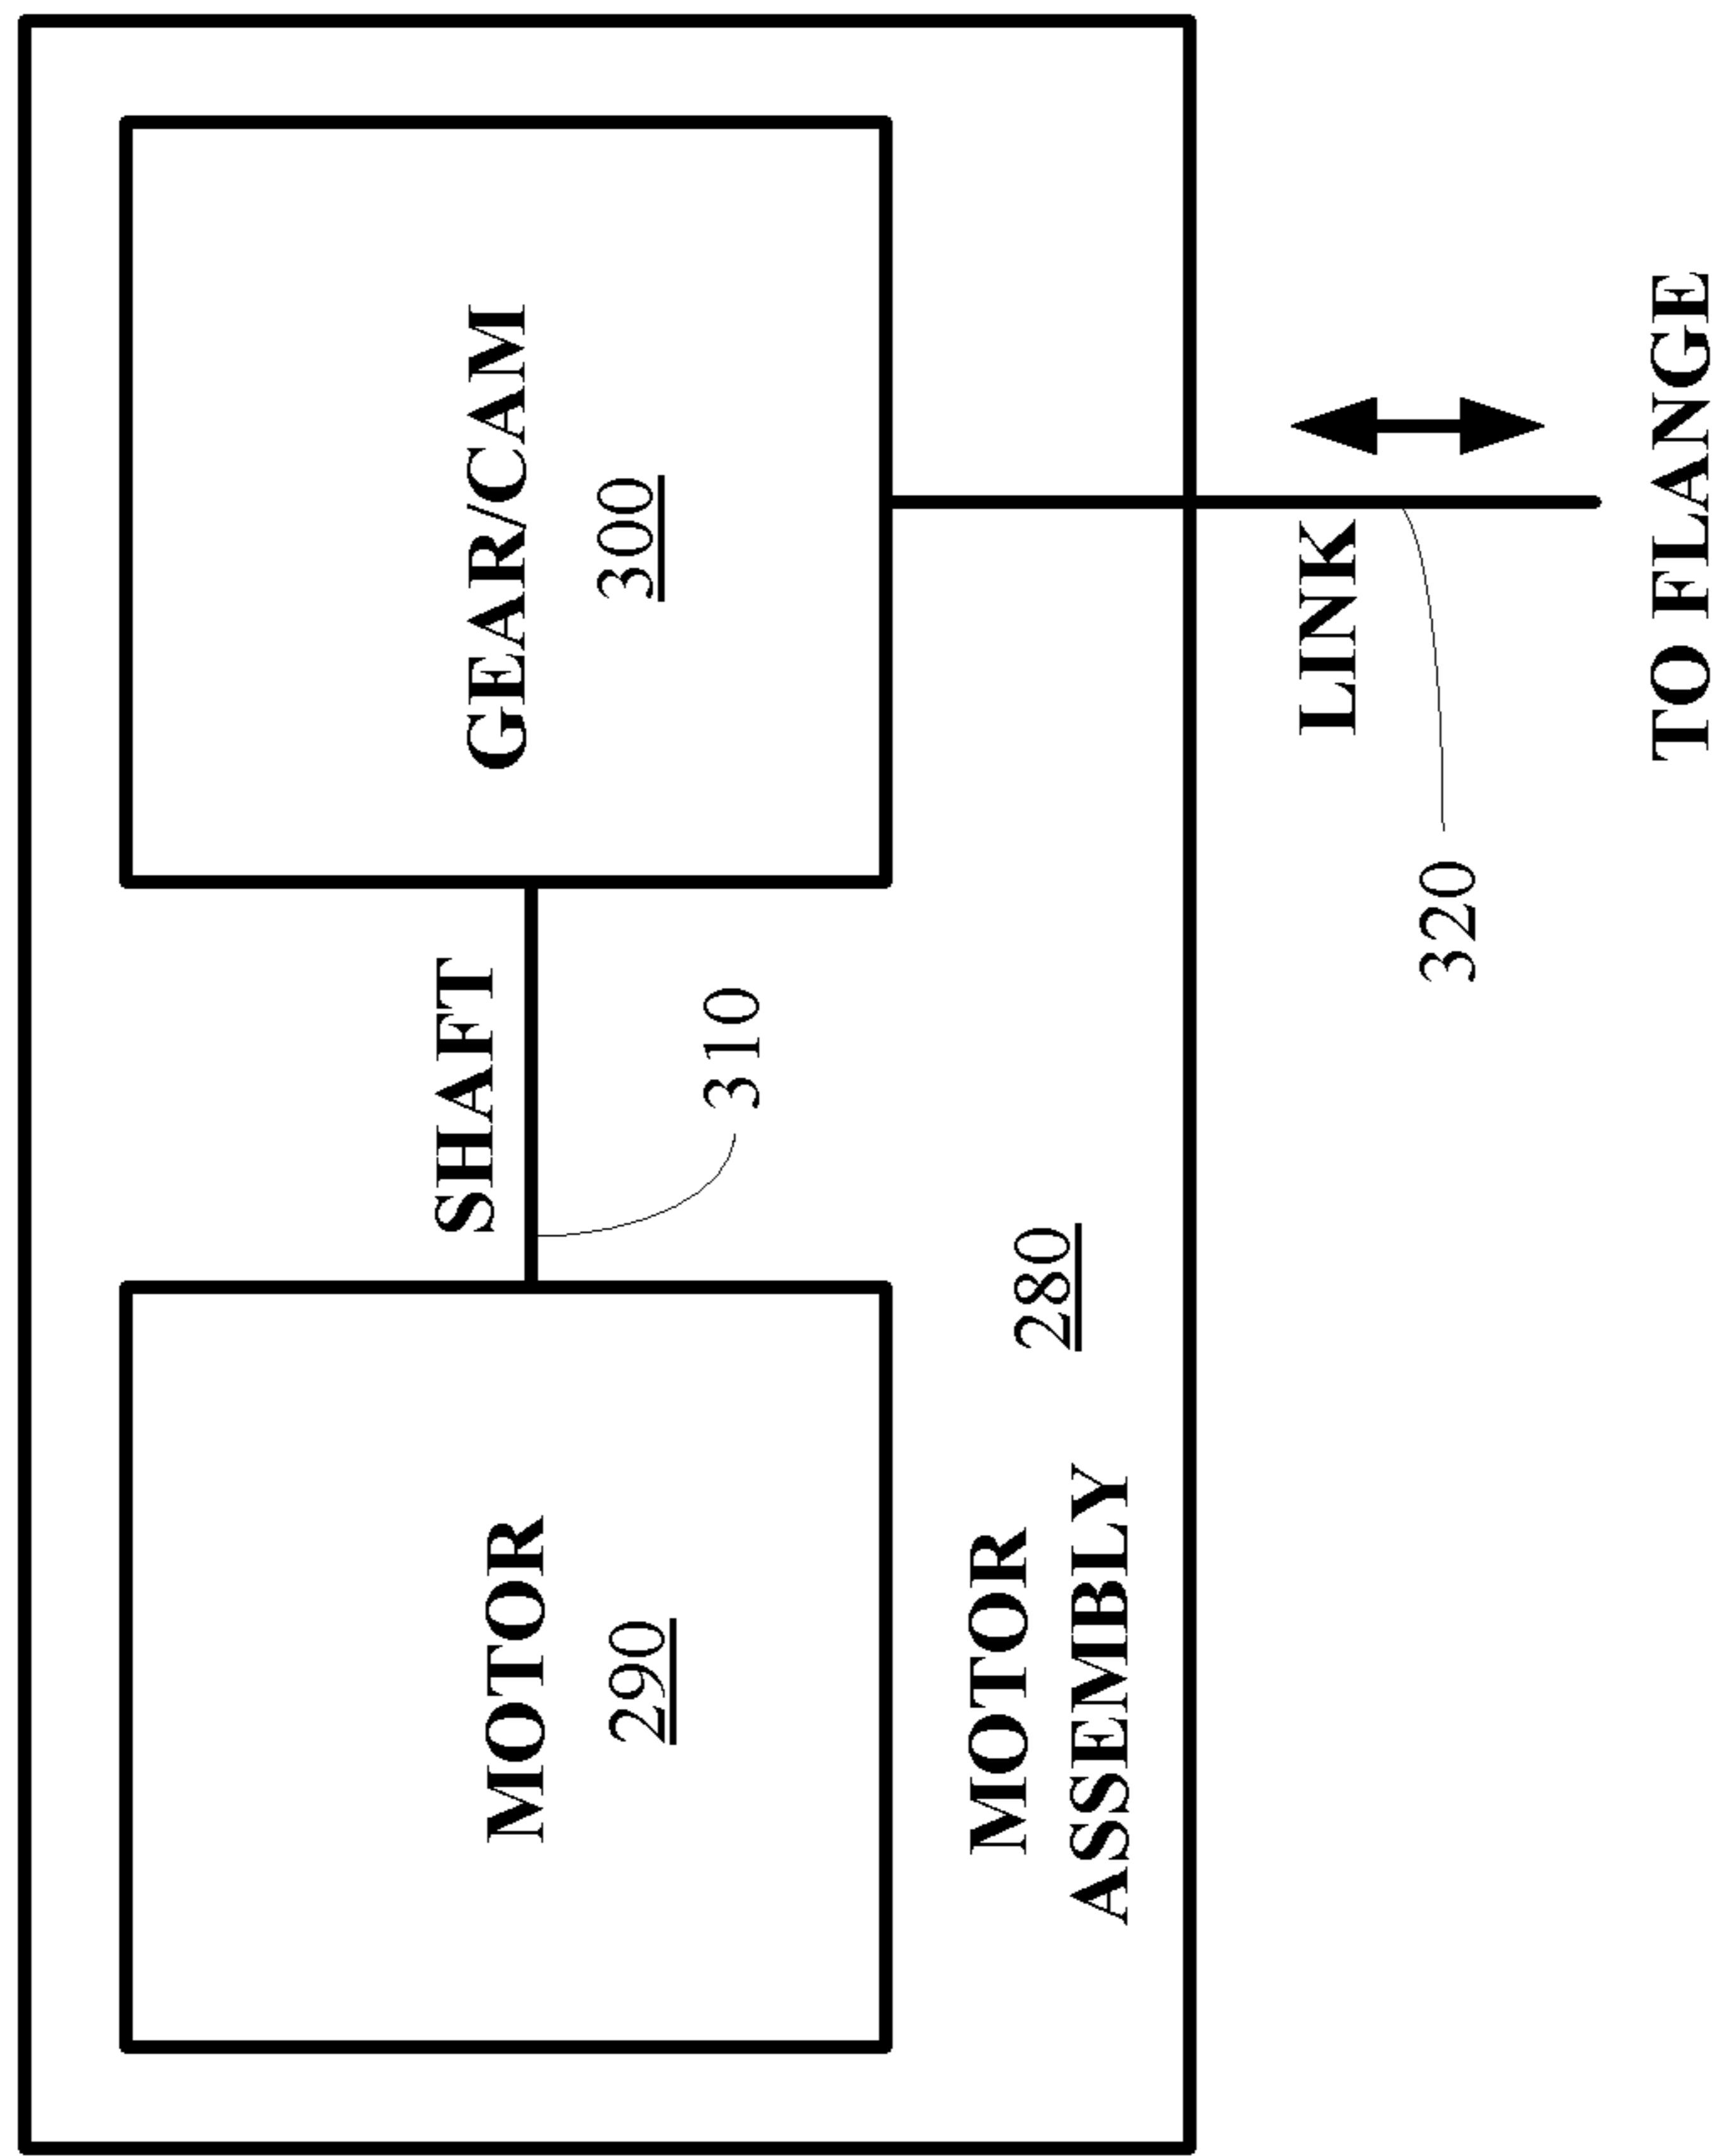 MOTOR
290
SHAFT
310
GEAR/CAM
300
MOTOR
ASSEMBLY
280
LINK
320
TO FLANGE